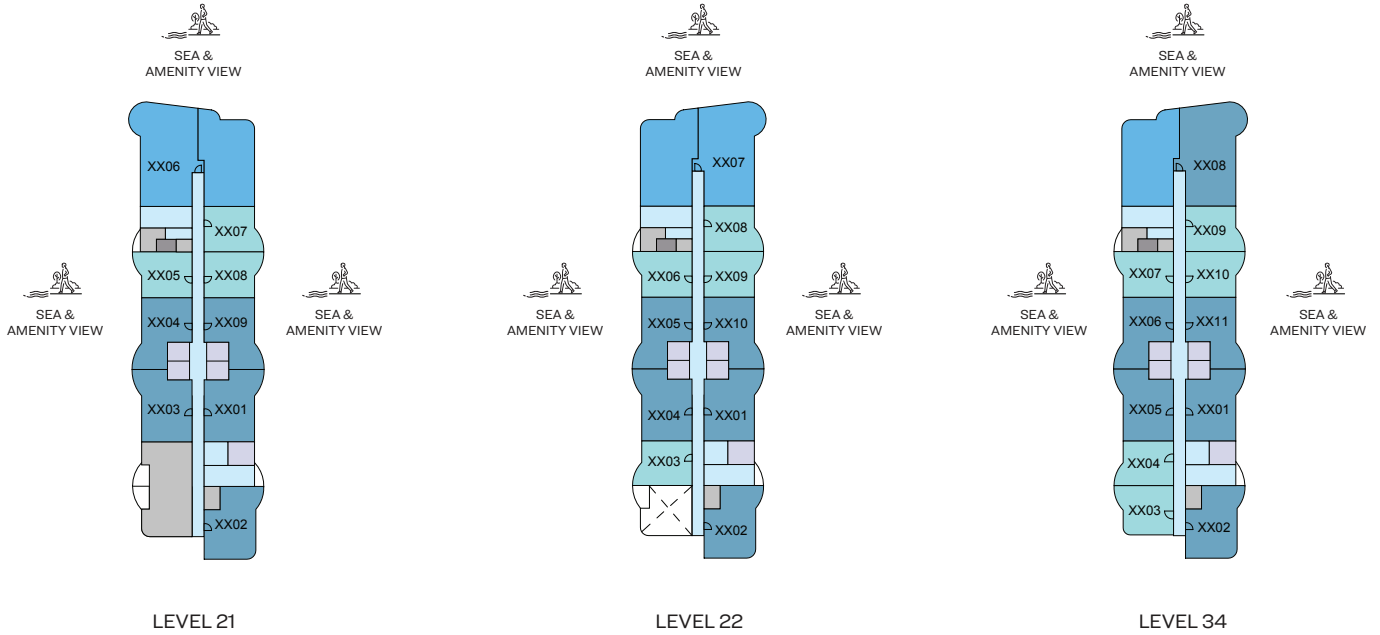 SEA &
AMENITY VIEW
XX06
XX07
XX05
XX08
XX04
XX09
XX03
XX01
XX02
SEA &
AMENITY VIEW
SEA &
AMENITY VIEW
LEVEL 21
SEA &
AMENITY VIEW
XX07
XX08
XX06
XX09
XX05
XX10
XX04
XX01
XX03
XX02
SEA &
AMENITY VIEW
SEA &
AMENITY VIEW
LEVEL 22
SEA &
AMENITY VIEW
XX08
XX09
XX07
XX10
XX06
XX11
XX05
XX01
XX04
XX03
XX02
SEA &
AMENITY VIEW
SEA &
AMENITY VIEW
LEVEL 34